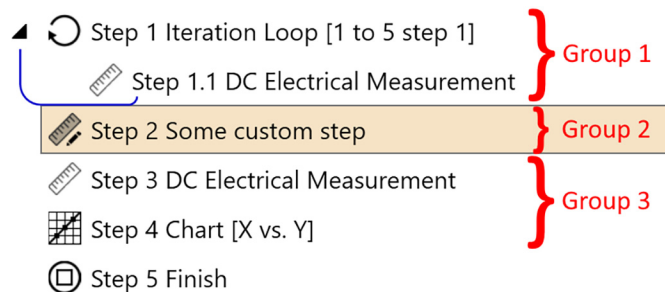 Step 1 Iteration Loop [1 to 5 step 1]
Group 1
Step 1.1 DC Electrical Measurement
Step 2 Some custom step
Group 2
Step 3 DC Electrical Measurement
Group 3
Step 4 Chart [X vs. Y]
Step 5 Finish